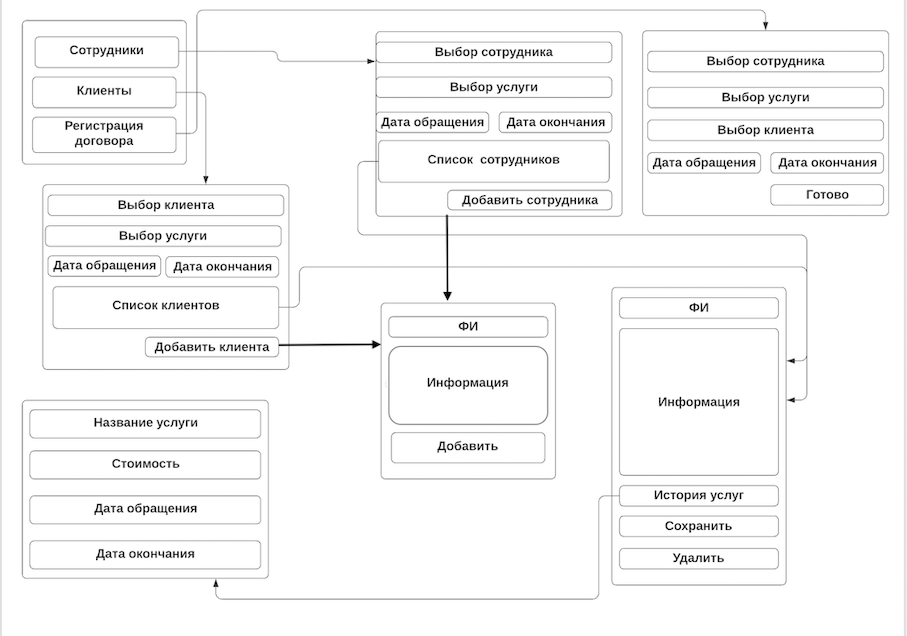 Сотрудники
Клиенты
Регистрация
договора
Выбор сотрудника
Выбор услуги
Дата обращения
Дата окончания
Список сотрудников
Добавить сотрудника
Выбор сотрудника
Выбор услуги
Выбор клиента
Дата обращения
Дата окончания
Готово
Выбор клиента
Выбор услуги
Дата обращения
Дата окончания
Список клиентов
Добавить клиента
ФИ
Информация
Добавить
ФИ
Информация
История услуг
Сохранить
Удалить
Название услуги
Стоимость
Дата обращения
Дата окончания